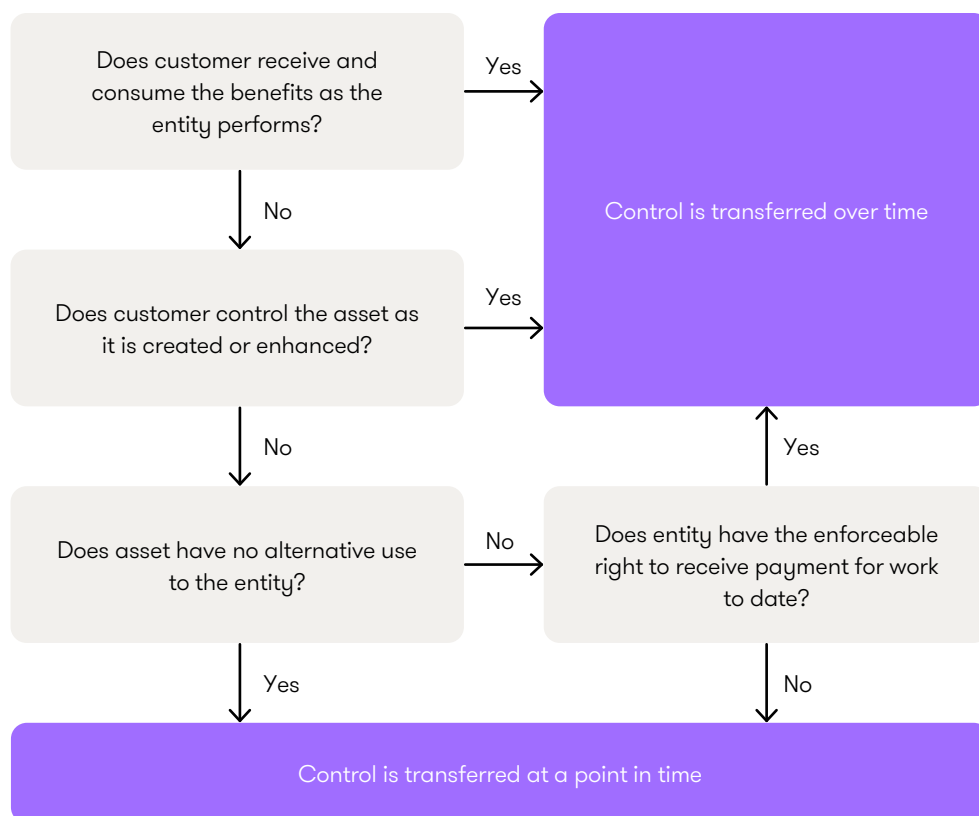 Does customer receive and
consume the benefits as the
entity performs?
Yes
Control is transferred over time
No
Does customer control the asset as
it is created or enhanced?
Yes
No
Yes
Does asset have no alternative use
to the entity?
No
Does entity have the enforceable
right to receive payment for work
to date?
Yes
No
Control is transferred at a point in time